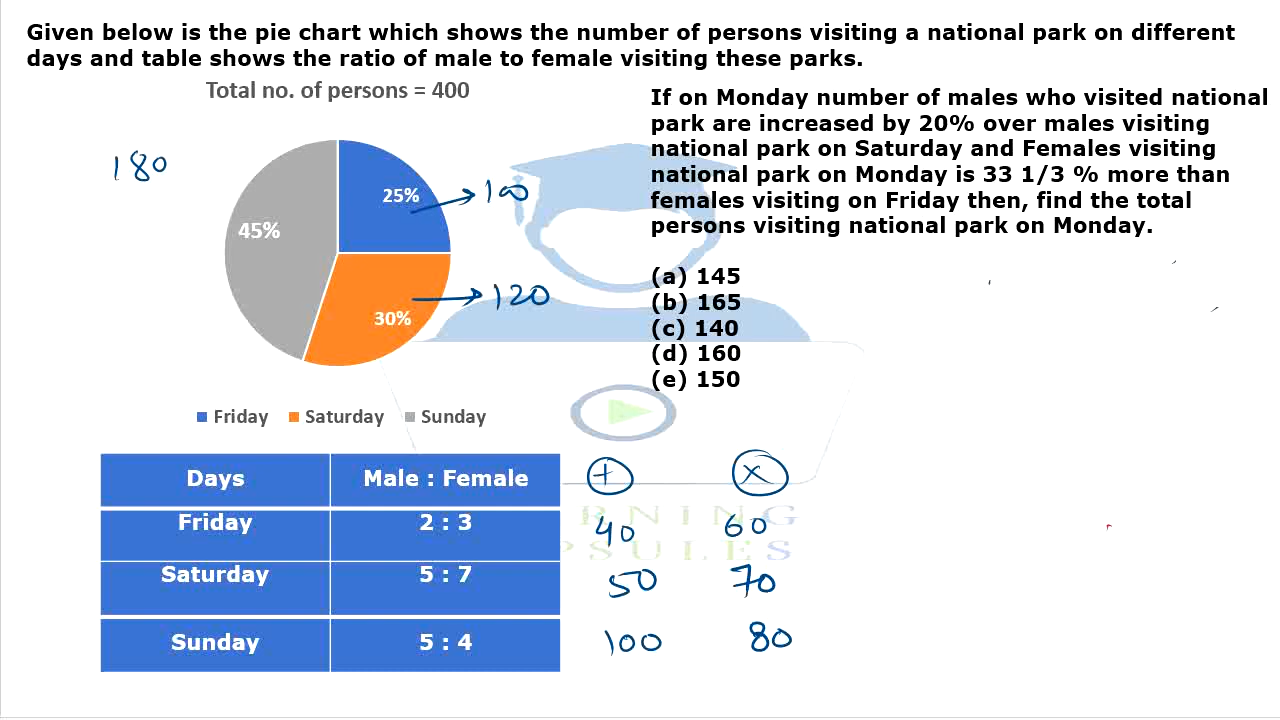 Given below is the pie chart which shows the number of persons visiting a national park on different
days and table shows the ratio of male to female visiting these parks.
Total no. of persons = 400
180
45%
25%
100
30%
120
Friday Saturday Sunday
If on Monday number of males who visited national
park are increased by 20% over males visiting
national park on Saturday and Females visiting
national park on Monday is 33 1/3 % more than
females visiting on Friday then, find the total
persons visiting national park on Monday.
(a) 145
(b) 165
(c) 140
(d) 160
(e) 150
Days Male : Female + x
Friday 2 : 3 40 60
Saturday 5 : 7 50 70
Sunday 5 : 4 100 80